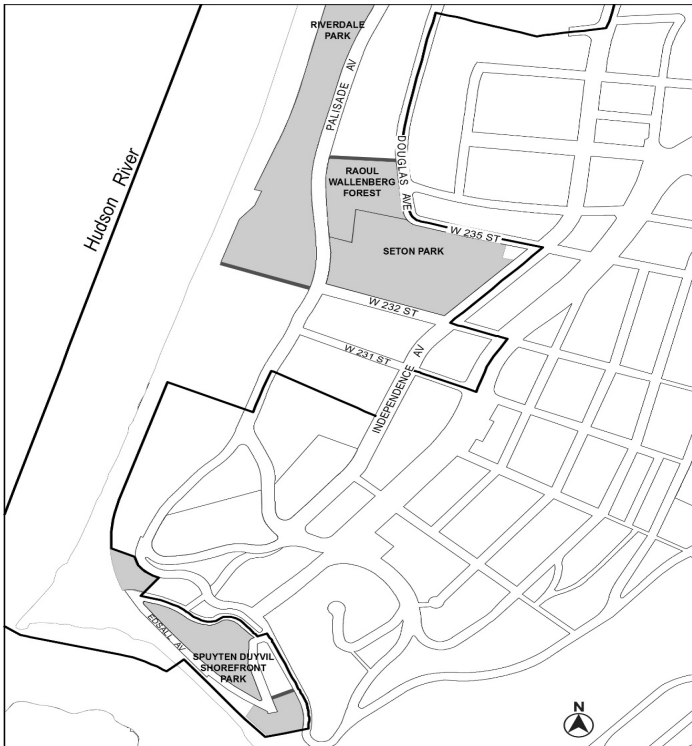 RIVERDALE
PARK
PALISADE AV
DOUGLAS AVE
RAOUL
WALLENBERG
FOREST
Hudson River
W 235 ST
SETON PARK
W 232 ST
W 231 ST
INDEPENDENCE AV
EDSALL AV
SPUYTEN DUYVIL
SHOREFRONT
PARK
N